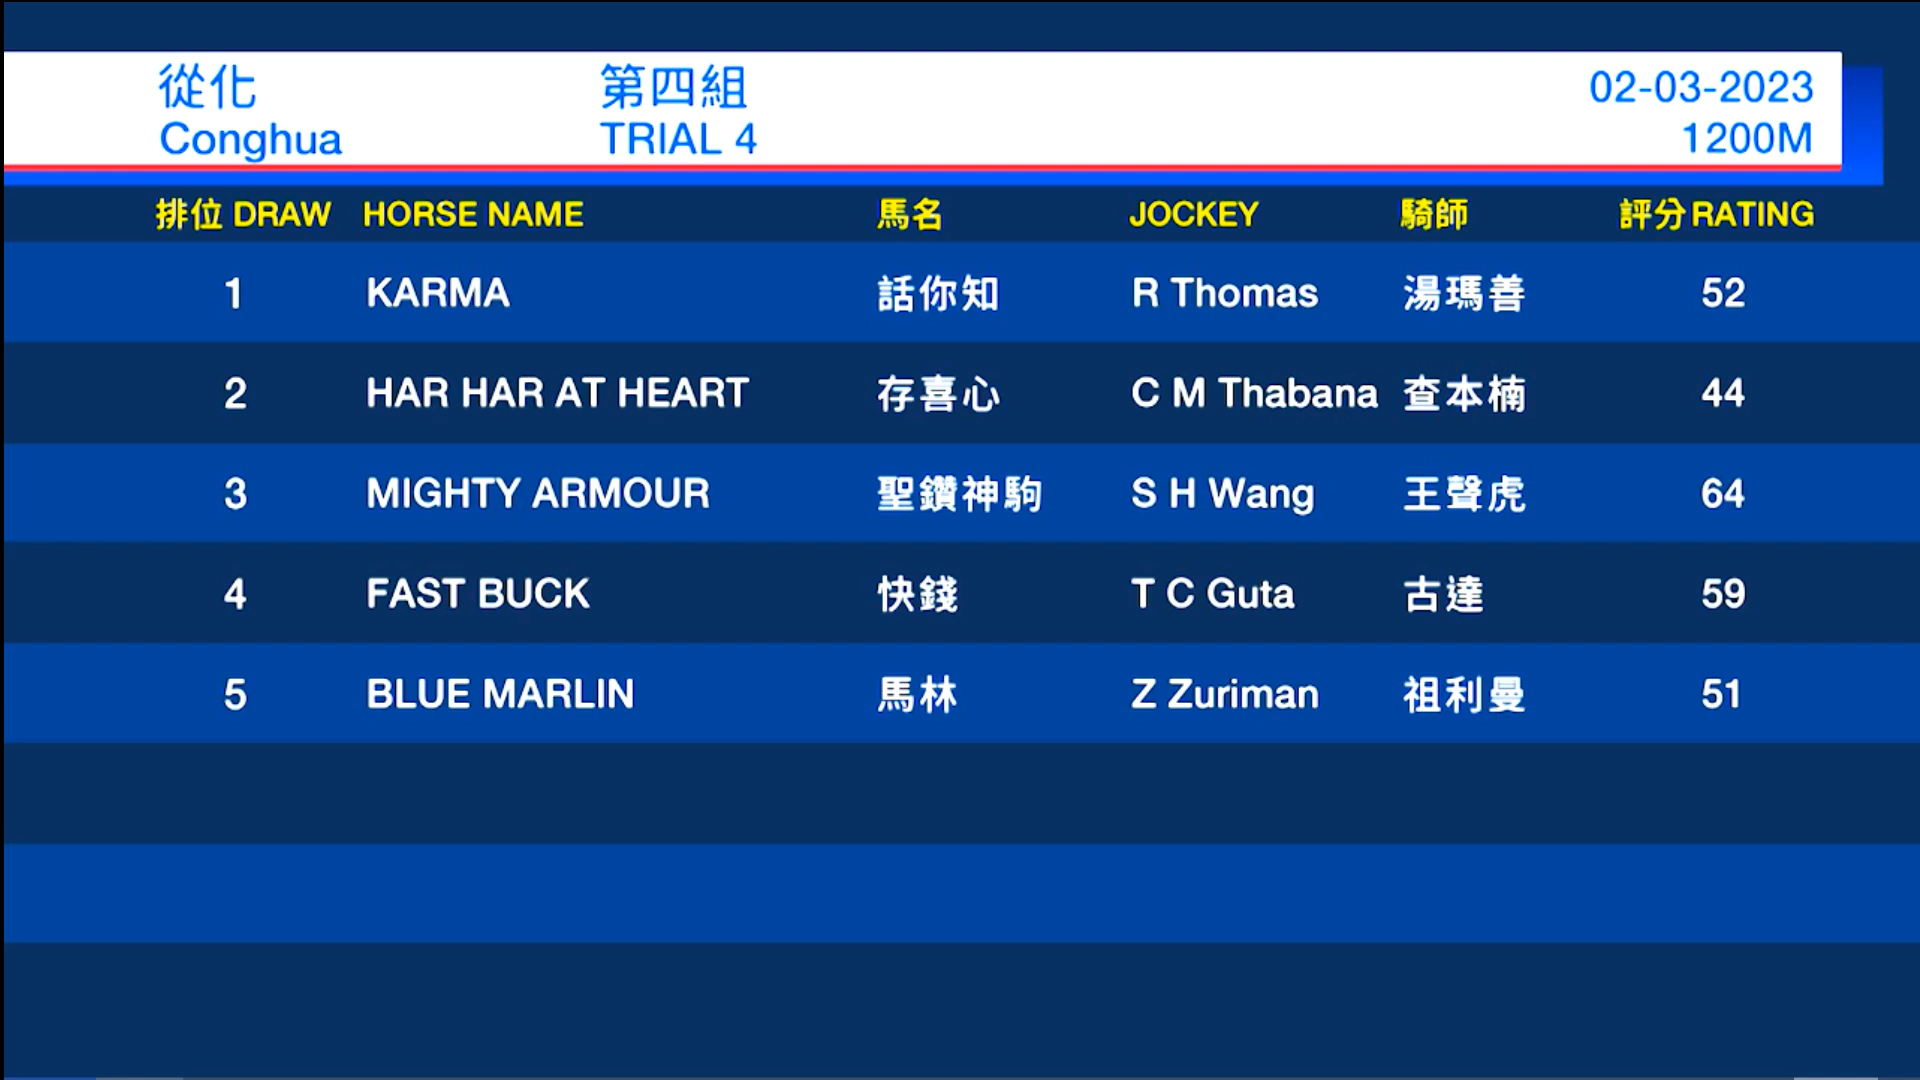 從化 第四組 02-03-2023
Conghua TRIAL 4 1200M
排位 DRAW HORSE NAME 馬名 JOCKEY 騎師 評分 RATING
1 KARMA 話你知 R Thomas 湯瑪善 52
2 HAR HAR AT HEART 存喜心 C M Thabana 查本楠 44
3 MIGHTY ARMOUR 聖鑽神駒 S H Wang 王聲虎 64
4 FAST BUCK 快錢 T C Guta 古達 59
5 BLUE MARLIN 馬林 Z Zuriman 祖利曼 51